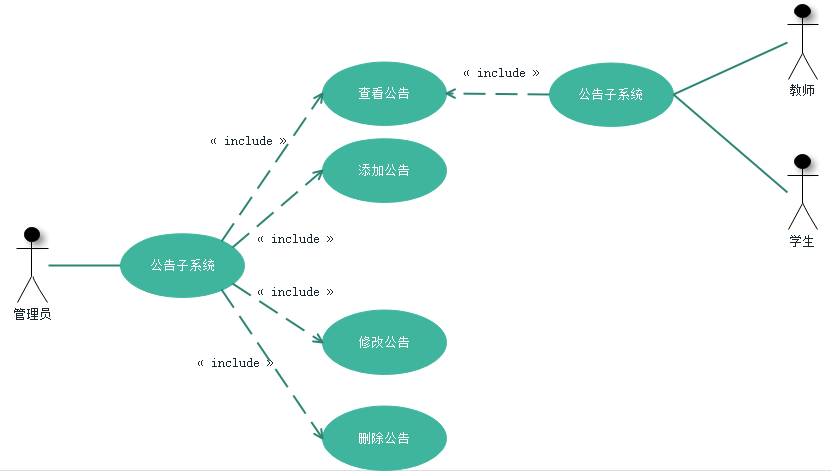 « include »
查看公告
公告子系统
教师
« include »
添加公告
« include »
学生
管理员
公告子系统
« include »
修改公告
« include »
删除公告